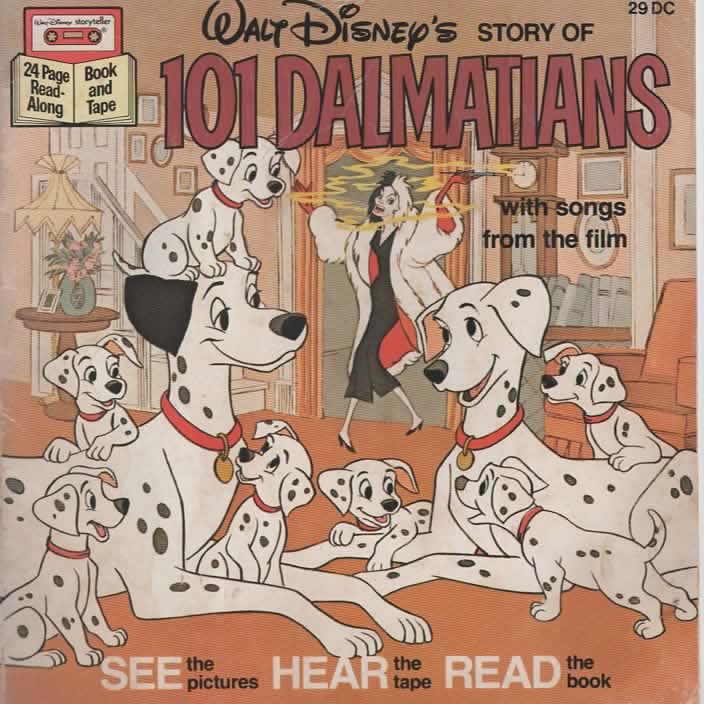 29 DC
Walt Disney storyteller
Walt Disney's STORY OF
24 Page
Read-
Along
Book
and
Tape
101 DALMATIANS
with songs
from the film
SEE the pictures HEAR the tape READ the book